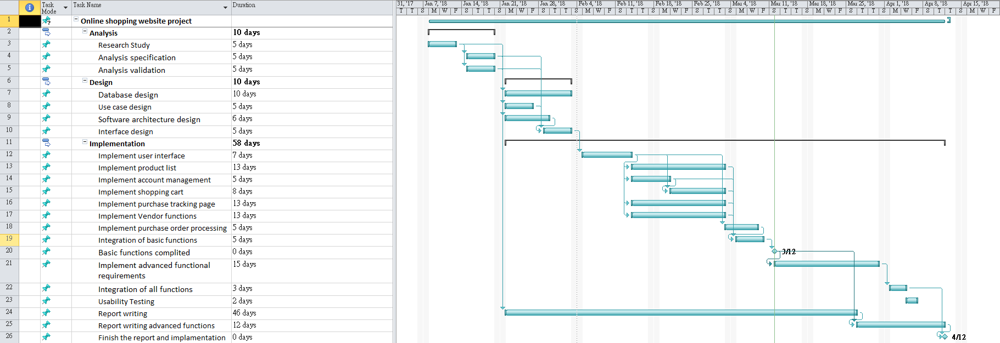 Task Mode Task Name Duration 31, '17 Jan 7, '18 Jan 14, '18 Jan 21, '18 Jan 28, '18 Feb 4, '18 Feb 11, '18 Feb 18, '18 Feb 25, '18 Mar 4, '18 Mar 11, '18 Mar 18, '18 Mar 25, '18 Apr 1, '18 Apr 8, '18 Apr 15, '18
T T S M W F S T T S M W F S T T S M W F S T T S M W F S T T S M W F S T T S M W F S T T S M W F S T T S M W F
1 Online shopping website project
2 Analysis 10 days
3 Research Study 5 days
4 Analysis specification 5 days
5 Analysis validation 5 days
6 Design 10 days
7 Database design 10 days
8 Use case design 5 days
9 Software architecture design 6 days
10 Interface design 5 days
11 Implementation 58 days
12 Implement user interface 7 days
13 Implement product list 13 days
14 Implement account management 5 days
15 Implement shopping cart 8 days
16 Implement purchase tracking page 13 days
17 Implement Vendor functions 13 days
18 Implement purchase order processing 5 days
19 Integration of basic functions 5 days
20 Basic functions complited 0 days 3/12
21 Implement advanced functional requirements 15 days
22 Integration of all functions 3 days
23 Usability Testing 2 days
24 Report writing 46 days
25 Report writing advanced functions 12 days
26 Finish the report and implamentation 0 days 4/12